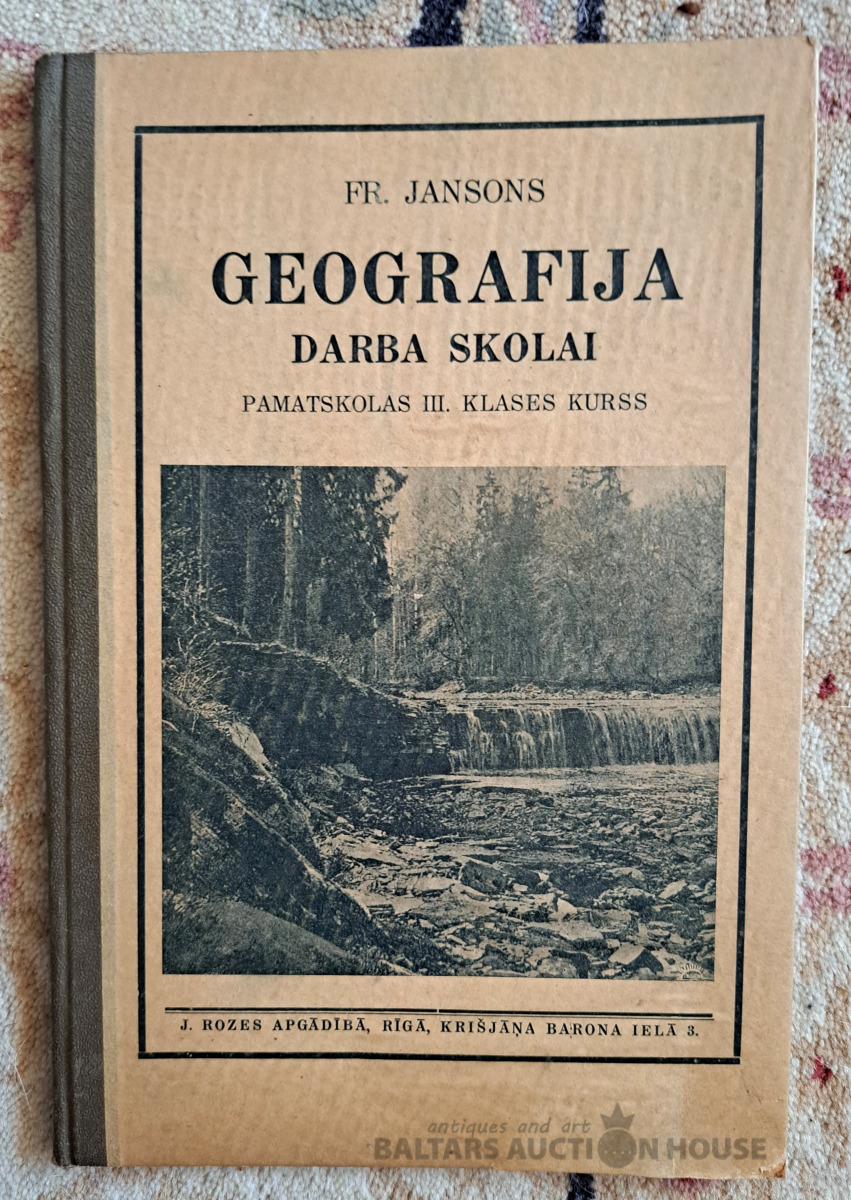 FR. JANSONS
GEOGRAFIJA
DARBA SKOLAI
PAMATSKOLAS III. KLASES KURSS
J. ROZES APGĀDĪBĀ, RĪGĀ, KRIŠJĀŅA BARONA IELĀ 3.
antiques and art
BALTARS AUCTION HOUSE